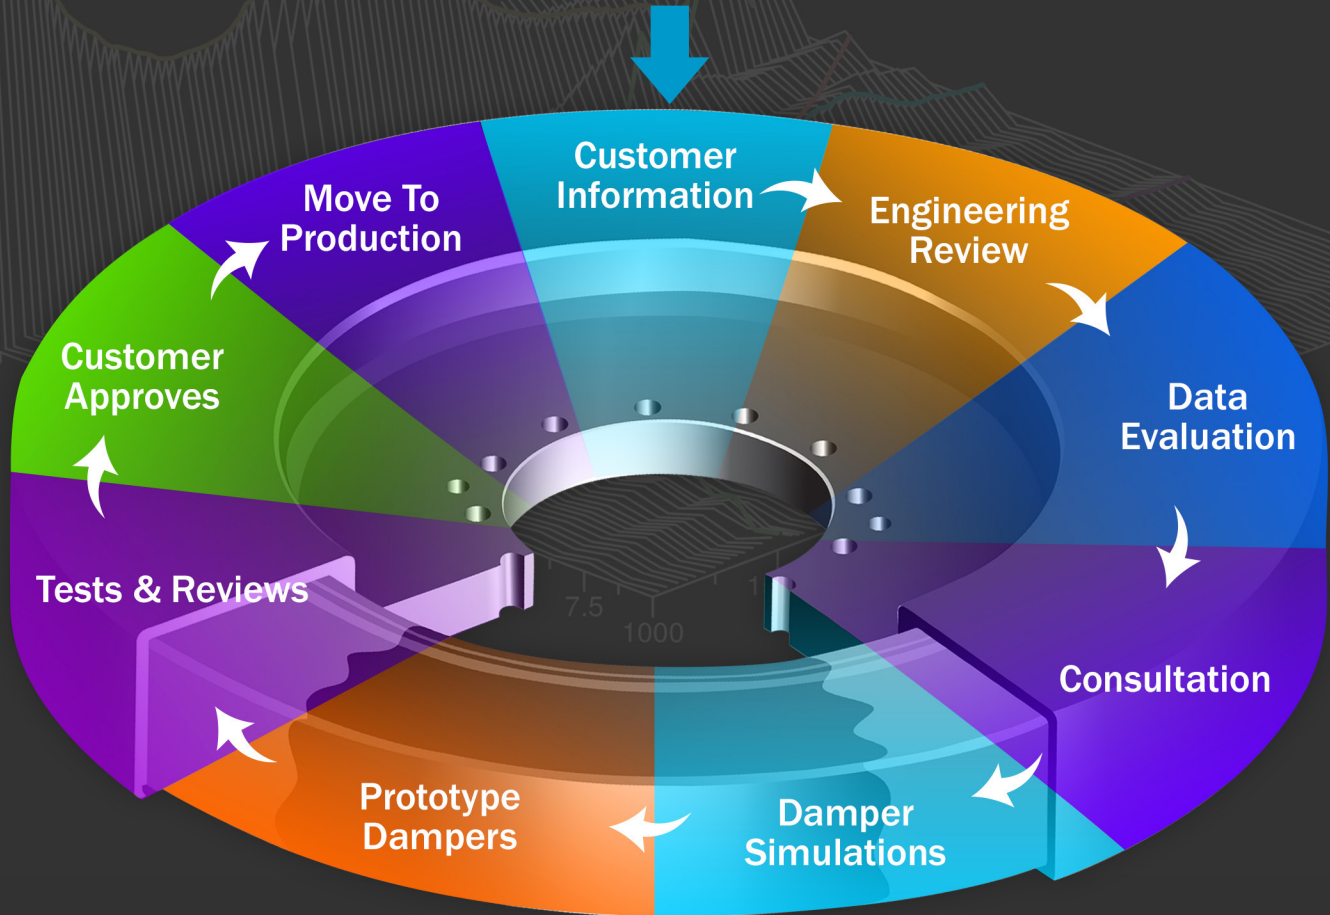 Customer
Information
Engineering
Review
Data
Evaluation
Consultation
Damper
Simulations
Prototype
Dampers
Tests & Reviews
Customer
Approves
Move To
Production
7.5
1000